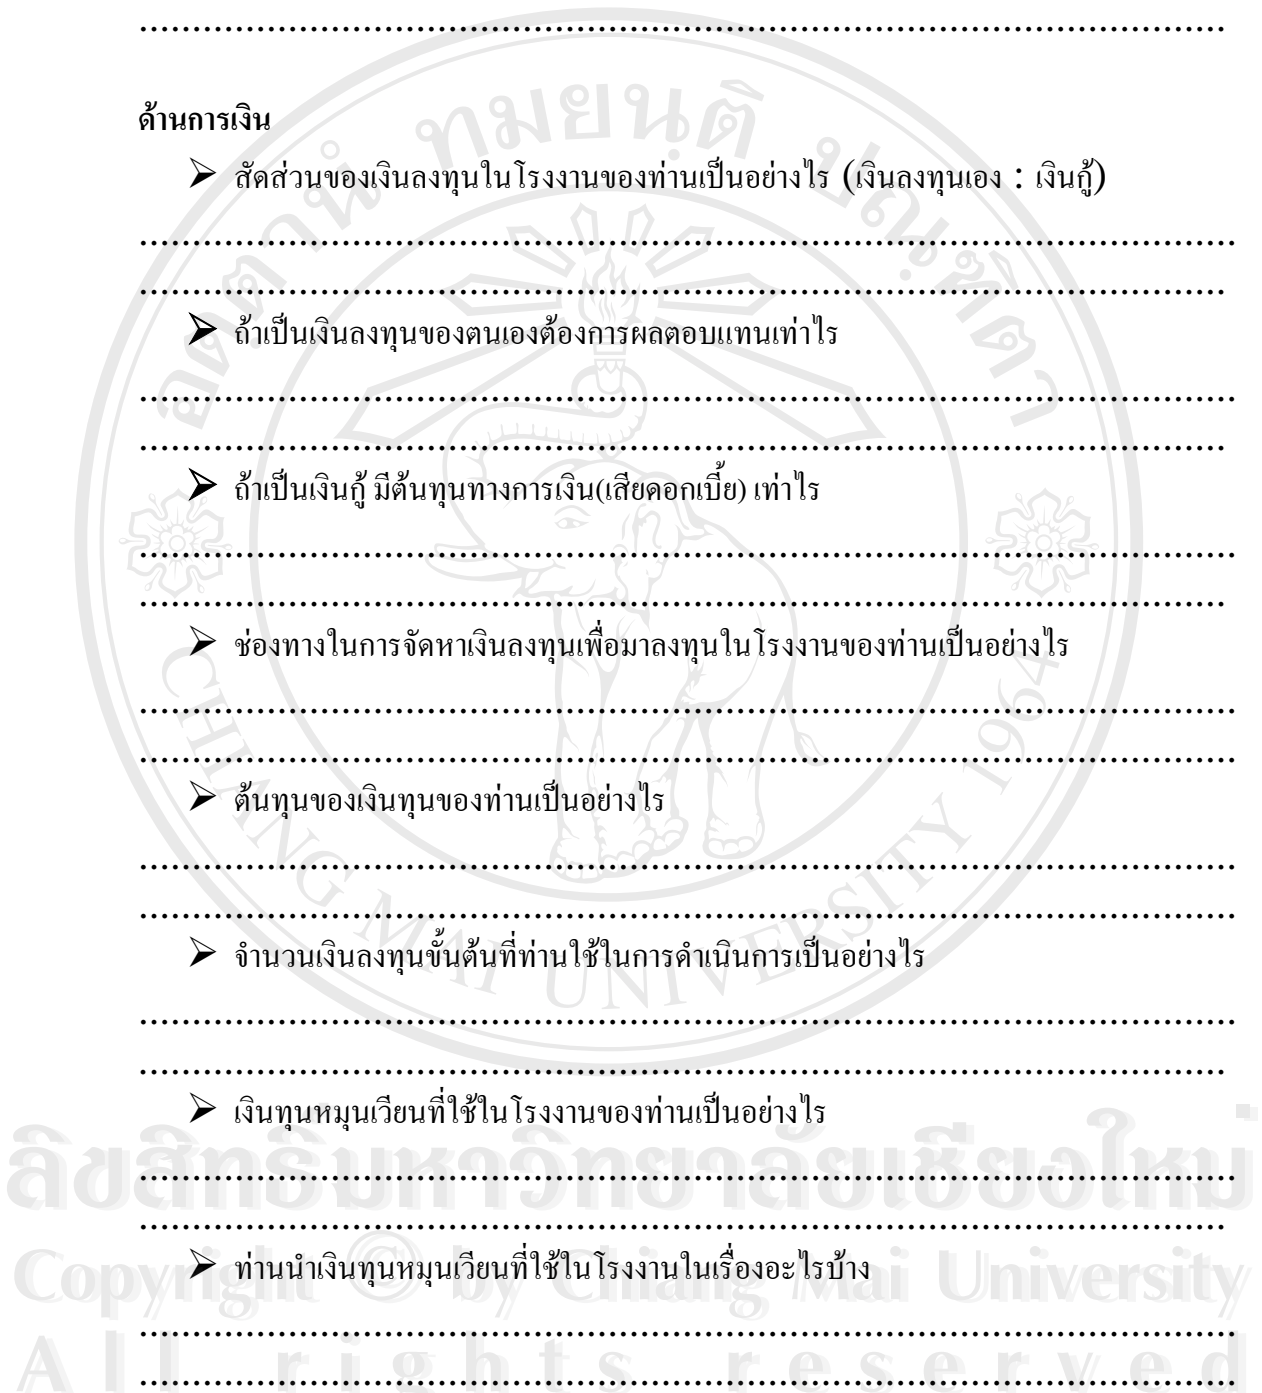 ................................................................................
ด้านการเงิน
➢ สัดส่วนของเงินลงทุนในโรงงานของท่านเป็นอย่างไร (เงินลงทุนเอง : เงินกู้)
................................................................................
................................................................................
➢ ถ้าเป็นเงินลงทุนของตนเองต้องการผลตอบแทนเท่าไร
................................................................................
................................................................................
➢ ถ้าเป็นเงินกู้ มีต้นทุนทางการเงิน(เสียดอกเบี้ย) เท่าไร
................................................................................
................................................................................
➢ ช่องทางในการจัดหาเงินลงทุนเพื่อมาลงทุนในโรงงานของท่านเป็นอย่างไร
................................................................................
................................................................................
➢ ต้นทุนของเงินทุนของท่านเป็นอย่างไร
................................................................................
................................................................................
➢ จำนวนเงินลงทุนขั้นต้นที่ท่านใช้ในการดำเนินการเป็นอย่างไร
................................................................................
................................................................................
➢ เงินทุนหมุนเวียนที่ใช้ในโรงงานของท่านเป็นอย่างไร
................................................................................
................................................................................
➢ ท่านนำเงินทุนหมุนเวียนที่ใช้ในโรงงานในเรื่องอะไรบ้าง
................................................................................
................................................................................
อตฺตานํ ทมยนฺติ ปณฺฑิตา
CHIANG MAI UNIVERSITY 1964
ลิขสิทธิ์มหาวิทยาลัยเชียงใหม่
Copyright © by Chiang Mai University
All rights reserved